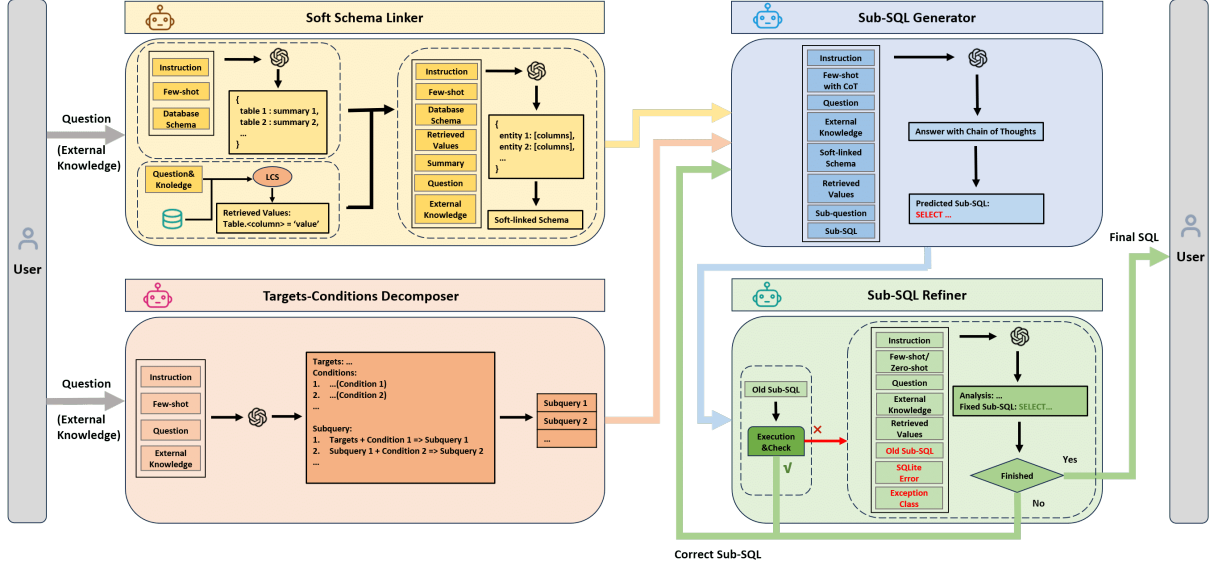 Soft Schema Linker
Instruction
Few-shot
Database
Schema
{
table 1 : summary 1,
table 2 : summary 2,
...
}
Question&
Knoledge
LCS
Retrieved Values:
Table.<column> = ‘value’
Instruction
Few-shot
Database
Schema
Retrieved
Values
Summary
Question
External
Knowledge
{
entity 1: [columns],
entity 2: [columns],
...
}
Soft-linked Schema
Question
(External
Knowledge)
User
Targets-Conditions Decomposer
Question
(External
Knowledge)
Instruction
Few-shot
Question
External
Knowledge
Targets: ...
Conditions:
1. ...(Condition 1)
2. ...(Condition 2)
...
Subquery:
1. Targets + Condition 1 => Subquery 1
2. Subquery 1 + Condition 2 => Subquery 2
...
Subquery 1
Subquery 2
...
Sub-SQL Generator
Instruction
Few-shot
with CoT
Question
External
Knowledge
Soft-linked
Schema
Retrieved
Values
Sub-question
Sub-SQL
Answer with Chain of Thoughts
Predicted Sub-SQL:
SELECT ...
Sub-SQL Refiner
Old Sub-SQL
Execution
&Check
×
√
Instruction
Few-shot/
Zero-shot
Question
External
Knowledge
Retrieved
Values
Old Sub-SQL
SQLite
Error
Exception
Class
Analysis: ...
Fixed Sub-SQL: SELECT...
Finished
Yes
No
Correct Sub-SQL
Final SQL
User